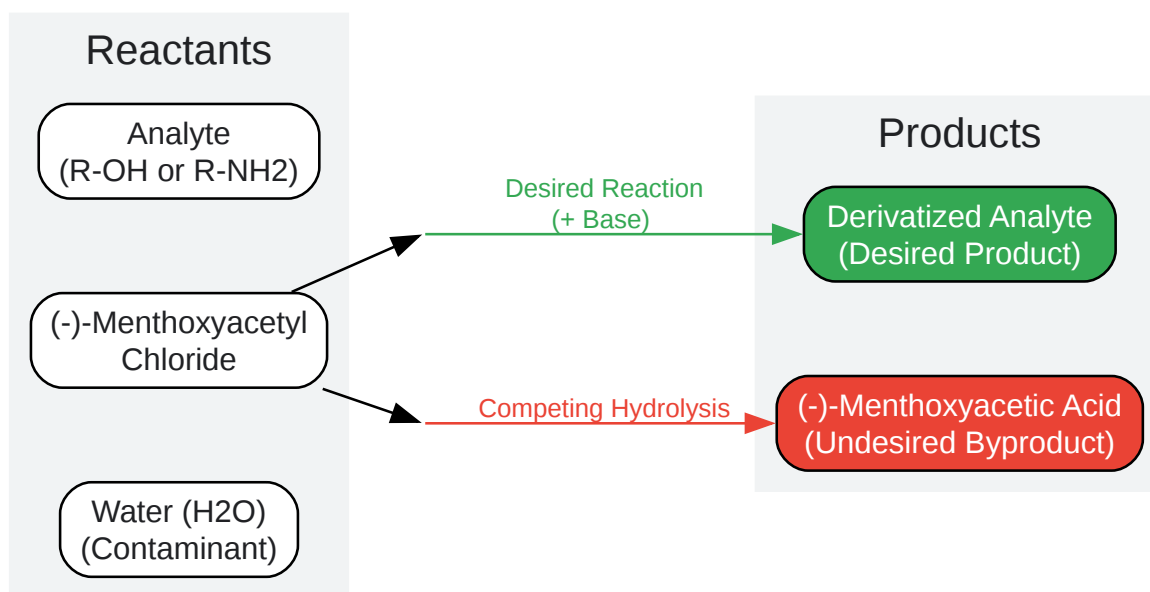 Reactants
Analyte
(R-OH or R-NH2)
(-)-Menthoxyacetyl
Chloride
Water (H2O)
(Contaminant)
Desired Reaction
(+ Base)
Competing Hydrolysis
Products
Derivatized Analyte
(Desired Product)
(-)-Menthoxyacetic Acid
(Undesired Byproduct)